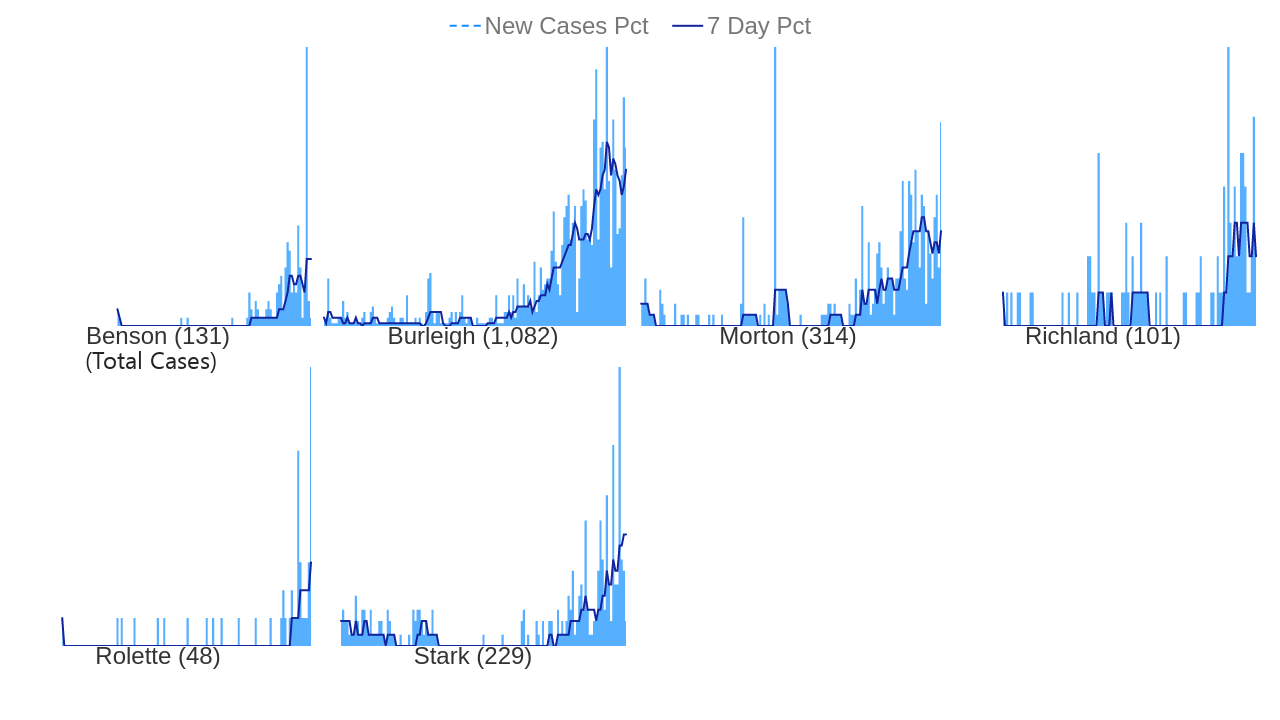 New Cases Pct 7 Day Pct
Benson (131)
(Total Cases)
Burleigh (1,082)
Morton (314)
Richland (101)
Rolette (48)
Stark (229)